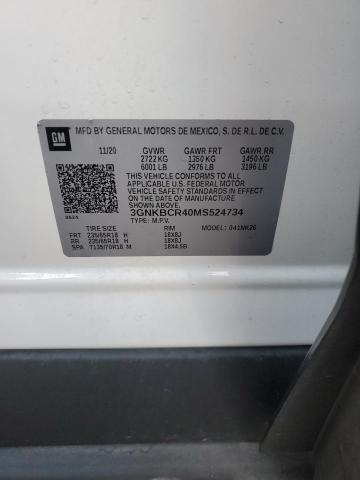 GM
MFD BY GENERAL MOTORS DE MEXICO, S. DE R.L. DE C.V.
11/20 GVWR GAWR FRT GAWR RR
2722 KG 1350 KG 1450 KG
6001 LB 2976 LB 3196 LB
THIS VEHICLE CONFORMS TO ALL
APPLICABLE U.S. FEDERAL MOTOR
VEHICLE SAFETY STANDARDS IN
EFFECT ON THE DATE OF MANUFACTURE
SHOWN ABOVE.
3GNKBCR40MS524734
TYPE: M.P.V.
TIRE SIZE RIM MODEL: 041NK26
FRT 235/65R18 H 18X8J
RR 235/65R18 H 18X8J
SPA T135/70R18 M 18X4.5B